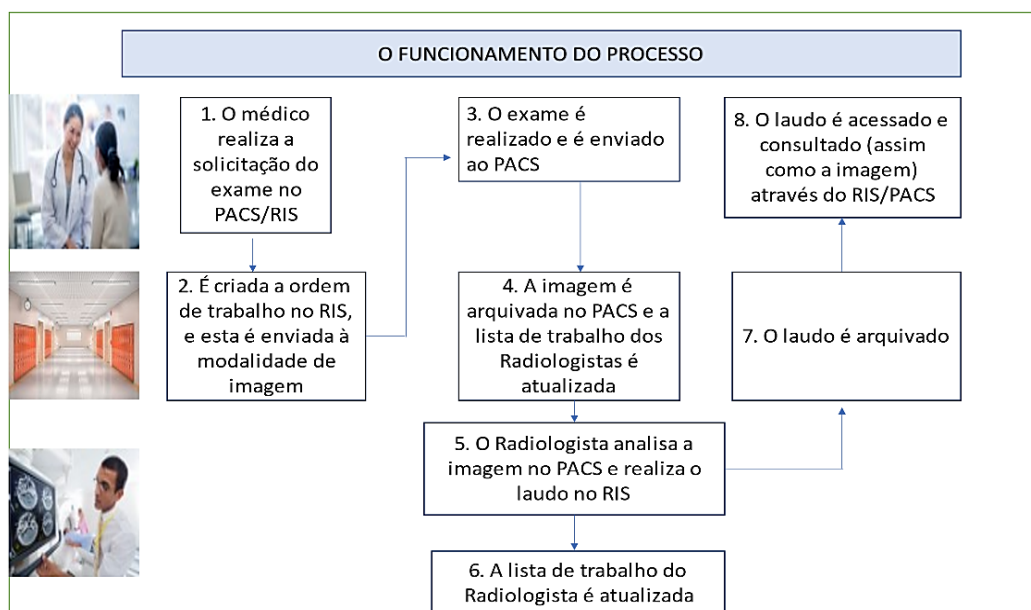 O FUNCIONAMENTO DO PROCESSO
1. O médico
realiza a
solicitação do
exame no
PACS/RIS
2. É criada a ordem
de trabalho no RIS,
e esta é enviada à
modalidade de
imagem
3. O exame é
realizado e é enviado
ao PACS
4. A imagem é
arquivada no PACS e a
lista de trabalho dos
Radiologistas é
atualizada
5. O Radiologista analisa a
imagem no PACS e realiza o
laudo no RIS
6. A lista de trabalho do
Radiologista é atualizada
7. O laudo é arquivado
8. O laudo é acessado e
consultado (assim
como a imagem)
através do RIS/PACS